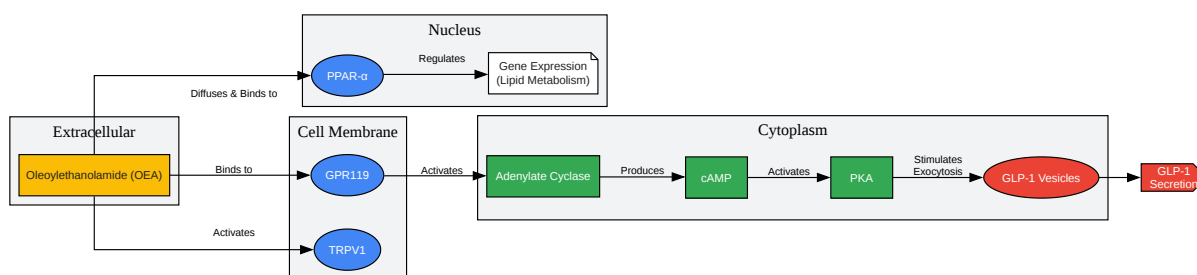 Nucleus
PPAR-α
Regulates
Gene Expression
(Lipid Metabolism)
Diffuses & Binds to
Extracellular
Oleoylethanolamide (OEA)
Binds to
Activates
Cell Membrane
GPR119
TRPV1
Activates
Cytoplasm
Adenylate Cyclase
Produces
cAMP
Activates
PKA
Stimulates
Exocytosis
GLP-1 Vesicles
GLP-1
Secretion